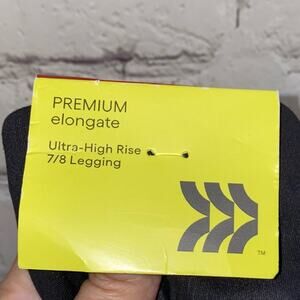 PREMIUM
elongate
Ultra-High Rise
7/8 Legging
TM